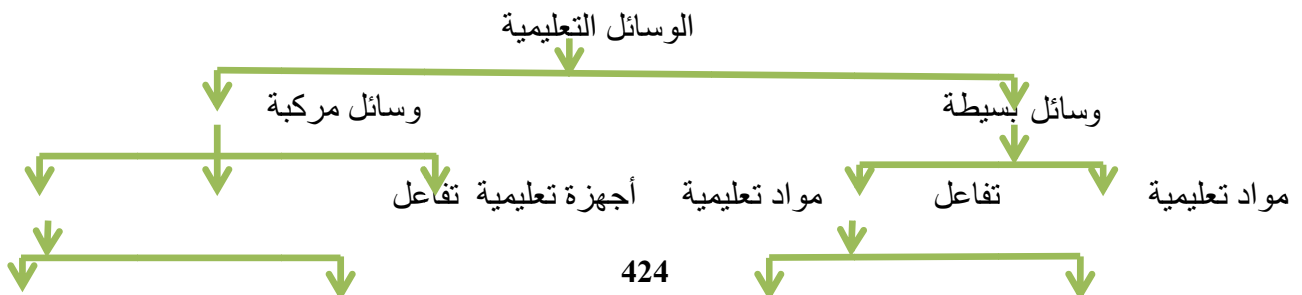 الوسائل التعليمية
وسائل بسيطة وسائل مركبة
مواد تعليمية تفاعل مواد تعليمية أجهزة تعليمية تفاعل
424